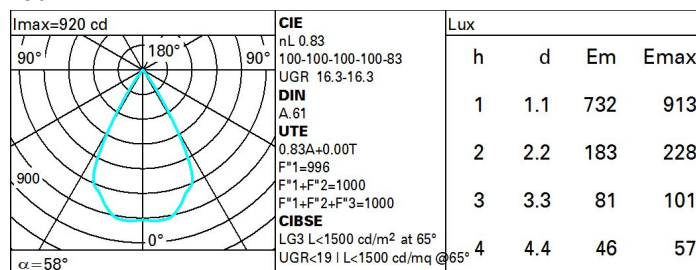 Imax=920 cd
90°
180°
90°
900
0°
α=58°
CIE
nL 0.83
100-100-100-100-83
UGR 16.3-16.3
DIN
A.61
UTE
0.83A+0.00T
F"1=996
F"1+F"2=1000
F"1+F"2+F"3=1000
CIBSE
LG3 L<1500 cd/m² at 65°
UGR<19 | L<1500 cd/mq @65°
Lux
h d Em Emax
1 1.1 732 913
2 2.2 183 228
3 3.3 81 101
4 4.4 46 57